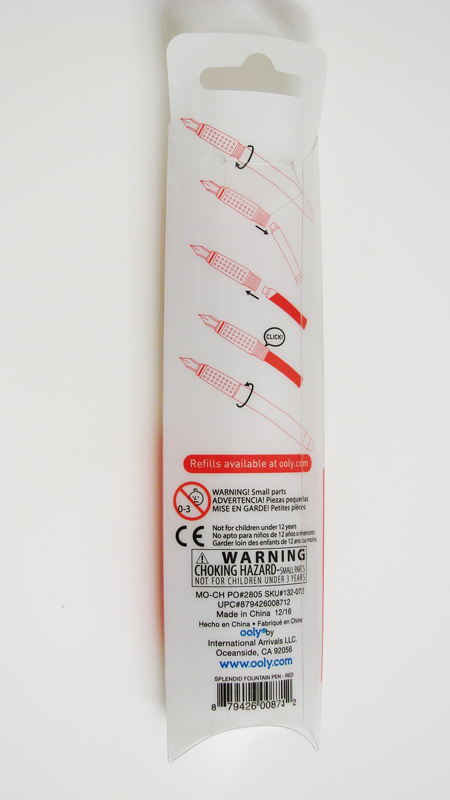 CLICK!
Refills available at ooly.com
0-3
WARNING! Small parts
ADVERTENCIA! Piezas pequeñas
MISE EN GARDE! Petites pièces
CE
Not for children under 12 years
No apto para niños de 12 años o menores
Garder loin des enfants de 12 ans ou moins
WARNING
CHOKING HAZARD-SMALL PARTS
NOT FOR CHILDREN UNDER 3 YEARS
MO-CH PO#2805 SKU#132-072
UPC#879426008712
Made in China 12/16
Hecho en China • Fabriqué en Chine
ooly® by
International Arrivals LLC.
Oceanside, CA 92056
www.ooly.com
SPLENDID FOUNTAIN PEN - RED
8 79426 00871 2